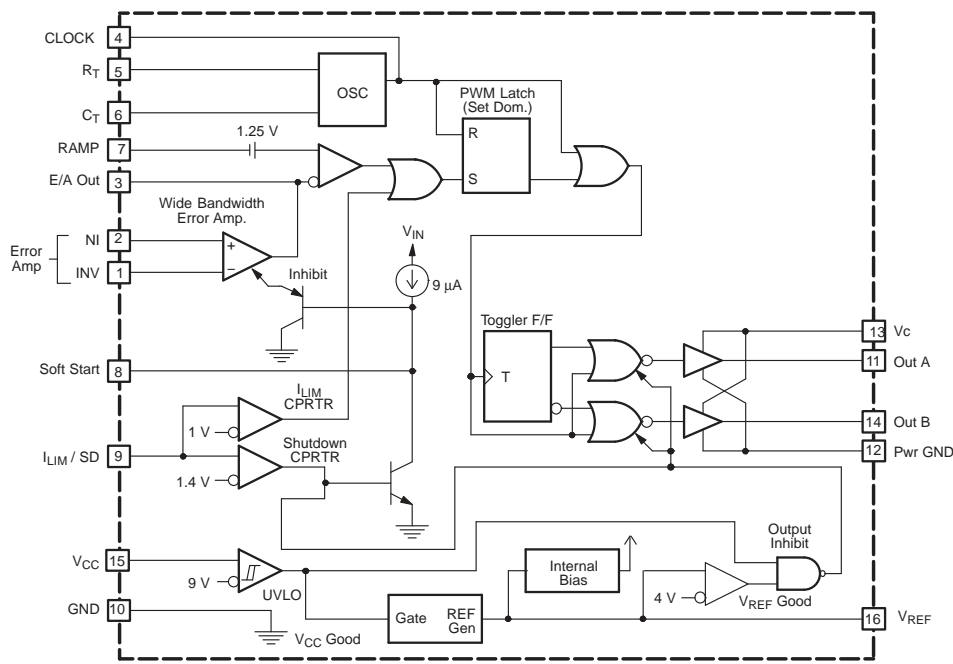 CLOCK 4
RT 5
OSC
CT 6
PWM Latch
(Set Dom.)
R
S
1.25 V
RAMP 7
E/A Out 3
Wide Bandwidth
Error Amp.
Error
Amp
NI 2
+
INV 1
−
VIN
9 µA
Inhibit
Toggler F/F
T
13 Vc
11 Out A
Soft Start 8
ILIM
CPRTR
1 V
14 Out B
12 Pwr GND
ILIM / SD 9
Shutdown
CPRTR
1.4 V
Output
Inhibit
VCC 15
9 V
UVLO
Internal
Bias
4 V
VREF Good
GND 10
VCC Good
Gate
REF
Gen
16 VREF